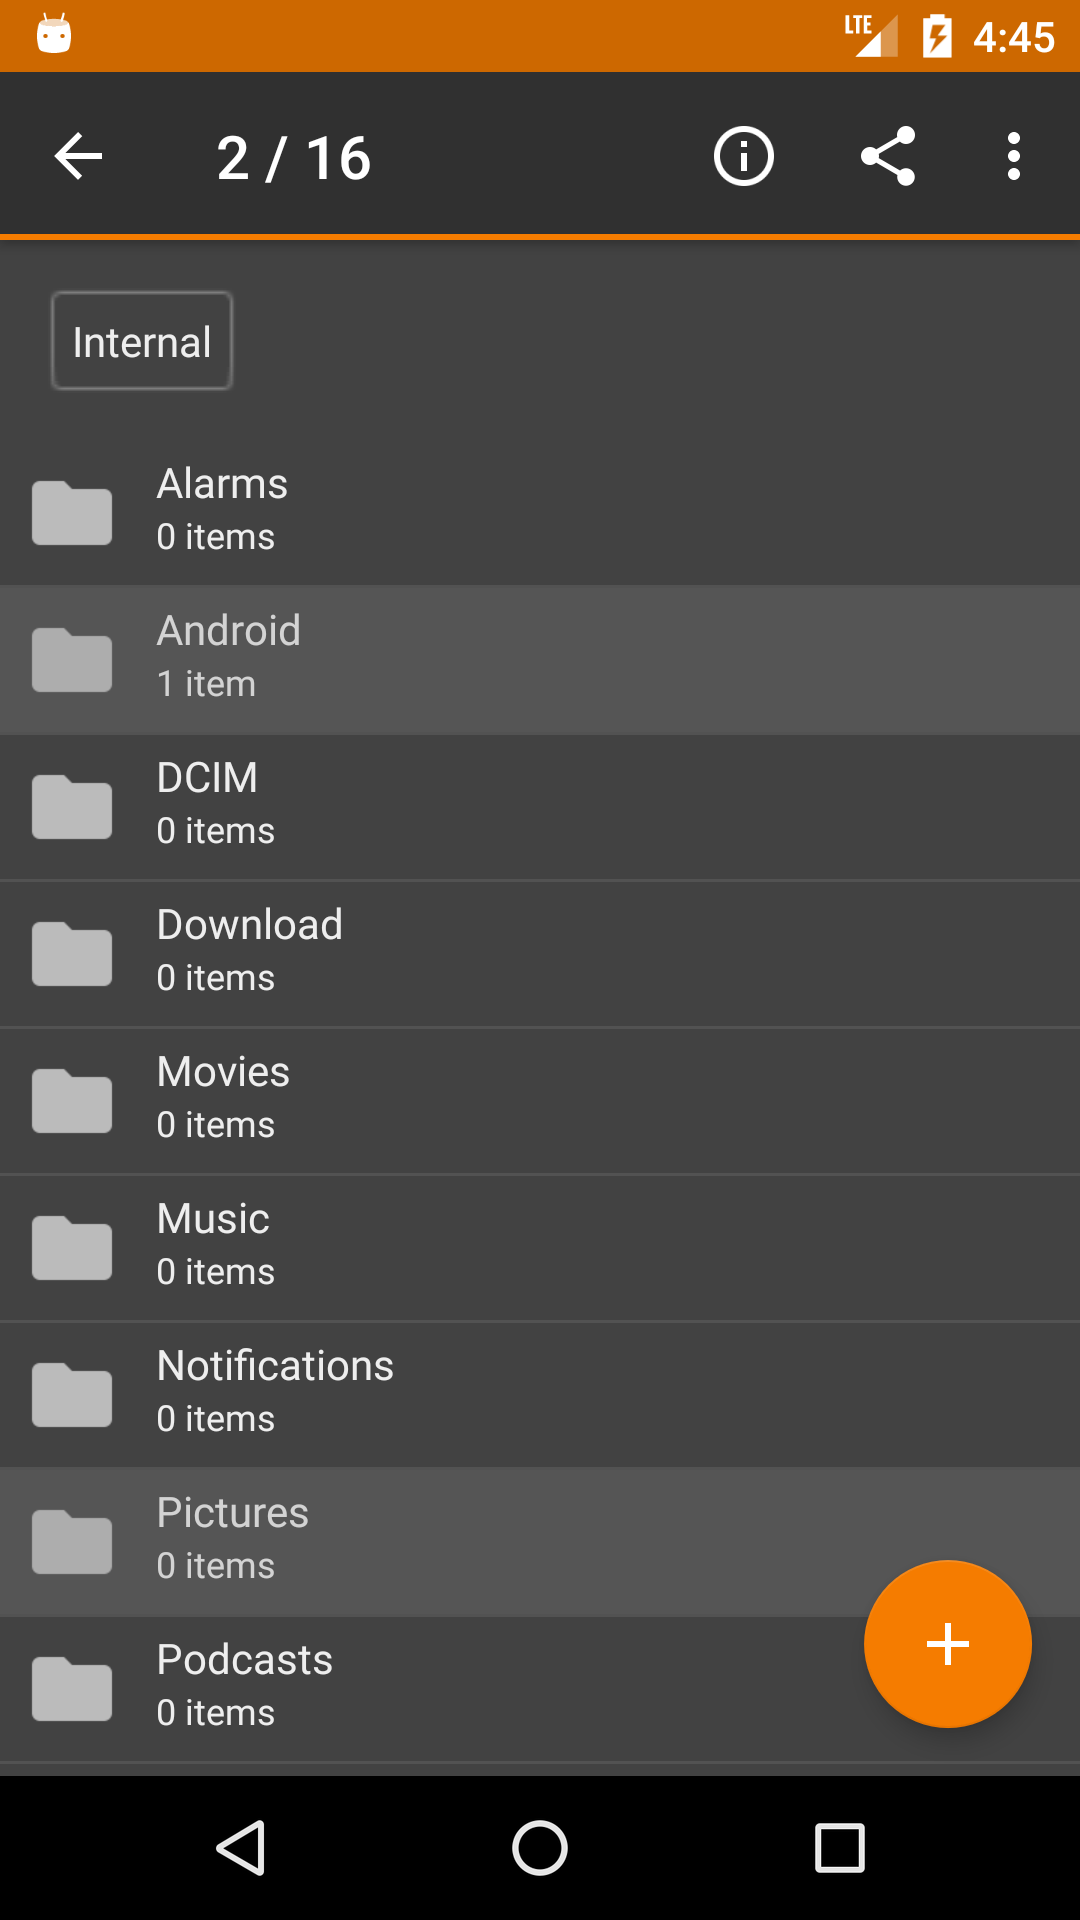 LTE 4:45
2 / 16
Internal
Alarms
0 items
Android
1 item
DCIM
0 items
Download
0 items
Movies
0 items
Music
0 items
Notifications
0 items
Pictures
0 items
Podcasts
0 items